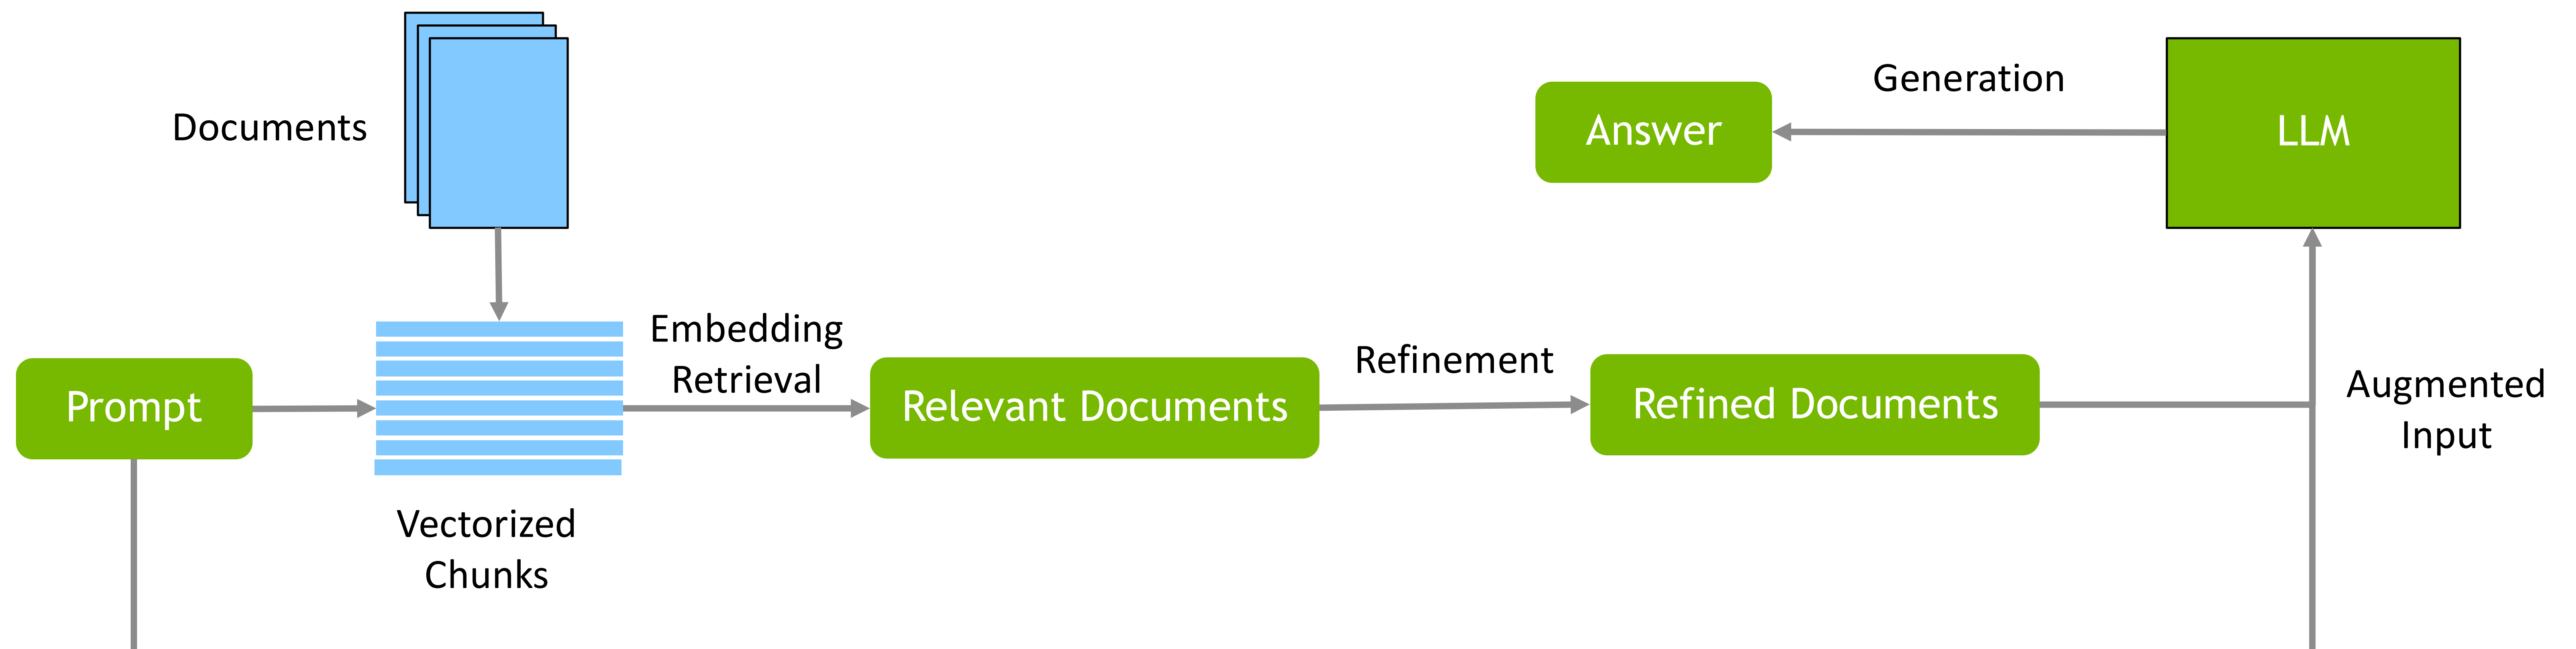 Documents
Generation
Answer
LLM
Embedding
Retrieval
Prompt
Relevant Documents
Refinement
Refined Documents
Augmented
Input
Vectorized
Chunks